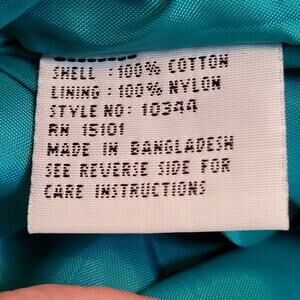 SHELL : 100% COTTON
LINING : 100% NYLON
STYLE NO: 10344
RN 15101
MADE IN BANGLADESH
SEE REVERSE SIDE FOR
CARE INSTRUCTIONS